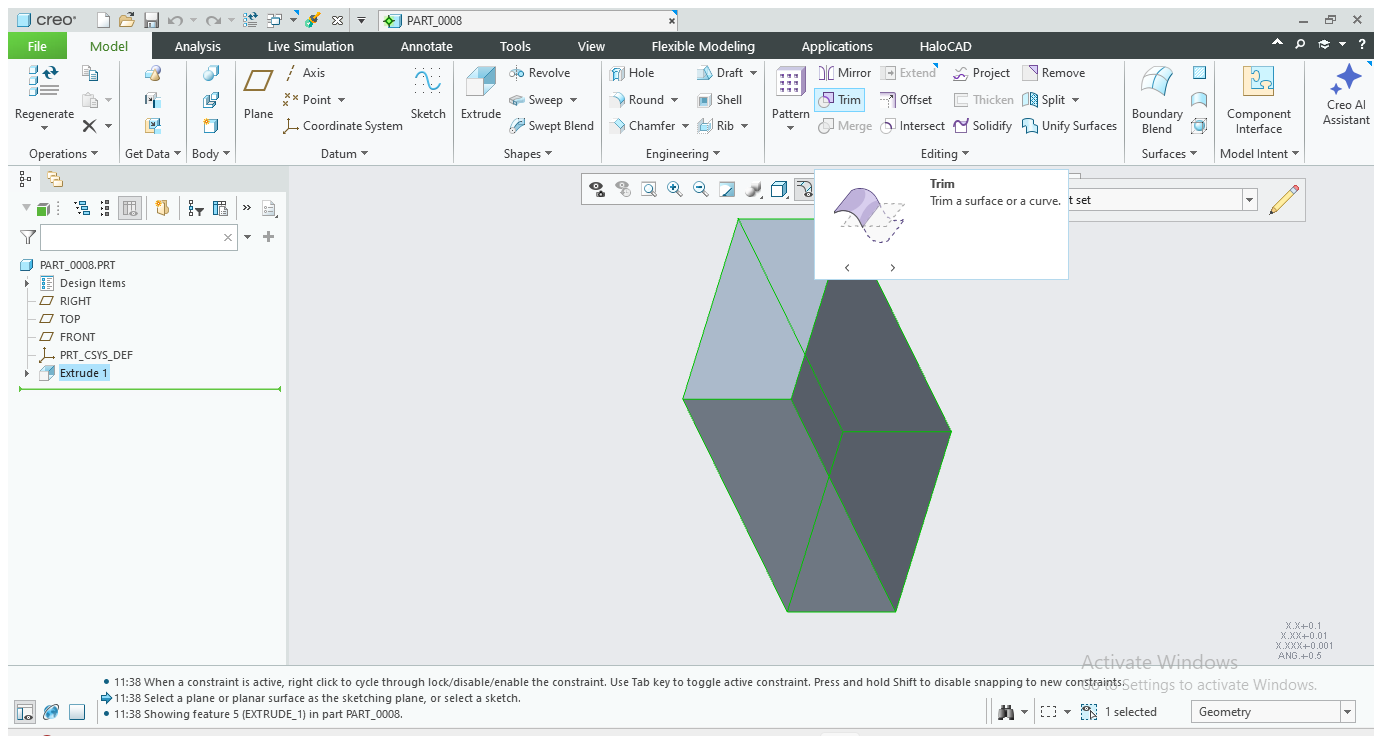 creo®
PART_0008
File Model Analysis Live Simulation Annotate Tools View Flexible Modeling Applications HaloCAD
Regenerate
Operations
Get Data
Body
Plane
Axis
Point
Coordinate System
Sketch
Datum
Extrude
Revolve
Sweep
Swept Blend
Shapes
Hole
Draft
Round
Shell
Chamfer
Rib
Engineering
Pattern
Mirror
Extend
Project
Remove
Trim
Offset
Thicken
Split
Merge
Intersect
Solidify
Unify Surfaces
Editing
Boundary
Blend
Surfaces
Component
Interface
Model Intent
Creo AI
Assistant
Trim
Trim a surface or a curve.
t set
PART_0008.PRT
Design Items
RIGHT
TOP
FRONT
PRT_CSYS_DEF
Extrude 1
X.X+-0.1
X.XX+-0.01
X.XXX+-0.001
ANG.+-0.5
Activate Windows
Go to Settings to activate Windows.
• 11:38 When a constraint is active, right click to cycle through lock/disable/enable the constraint. Use Tab key to toggle active constraint. Press and hold Shift to disable snapping to new constraints.
11:38 Select a plane or planar surface as the sketching plane, or select a sketch.
• 11:38 Showing feature 5 (EXTRUDE_1) in part PART_0008.
1 selected
Geometry